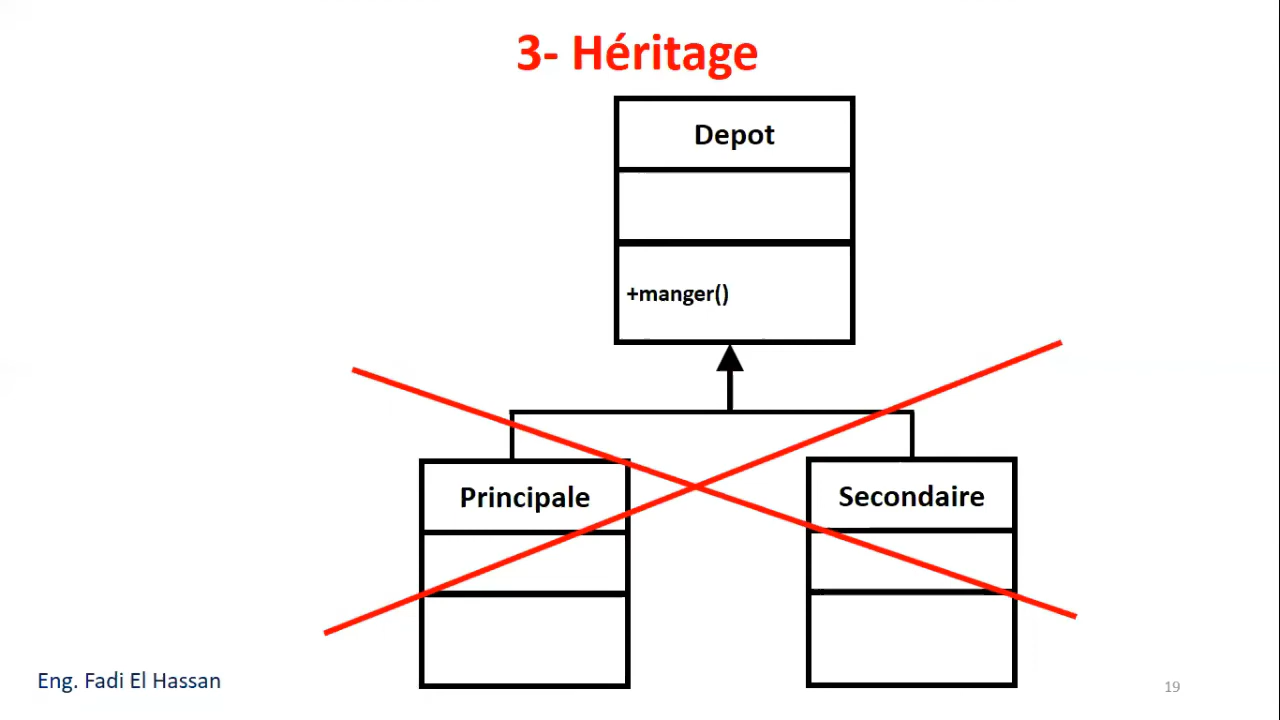 3- Héritage
Depot
+manger()
Principale
Secondaire
Eng. Fadi El Hassan
19